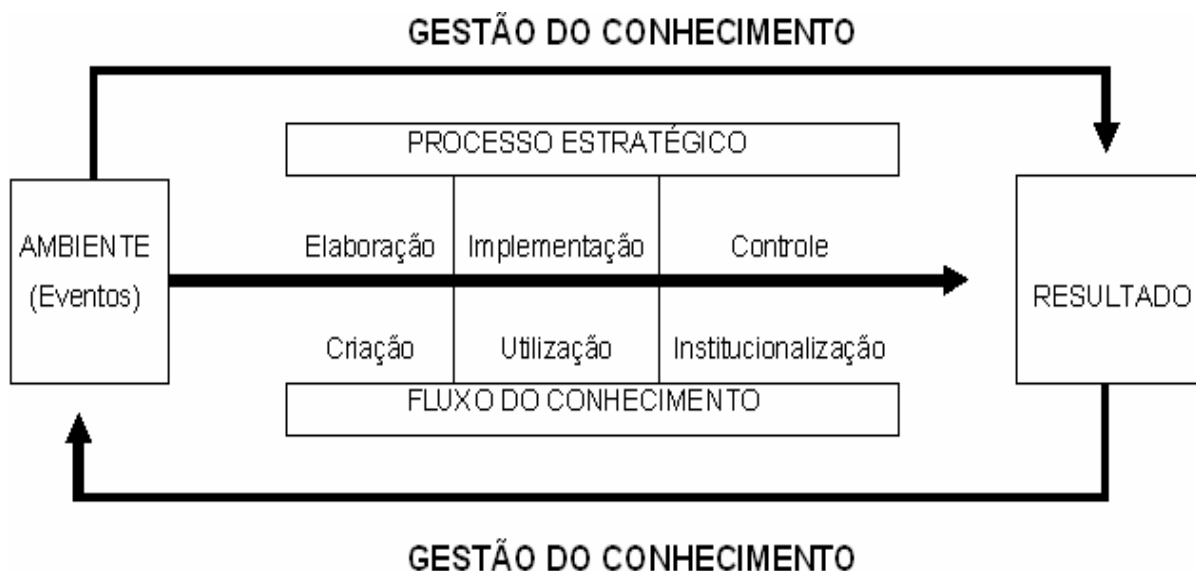 GESTÃO DO CONHECIMENTO
PROCESSO ESTRATÉGICO
AMBIENTE
(Eventos)
Elaboração
Implementação
Controle
RESULTADO
Criação
Utilização
Institucionalização
FLUXO DO CONHECIMENTO
GESTÃO DO CONHECIMENTO